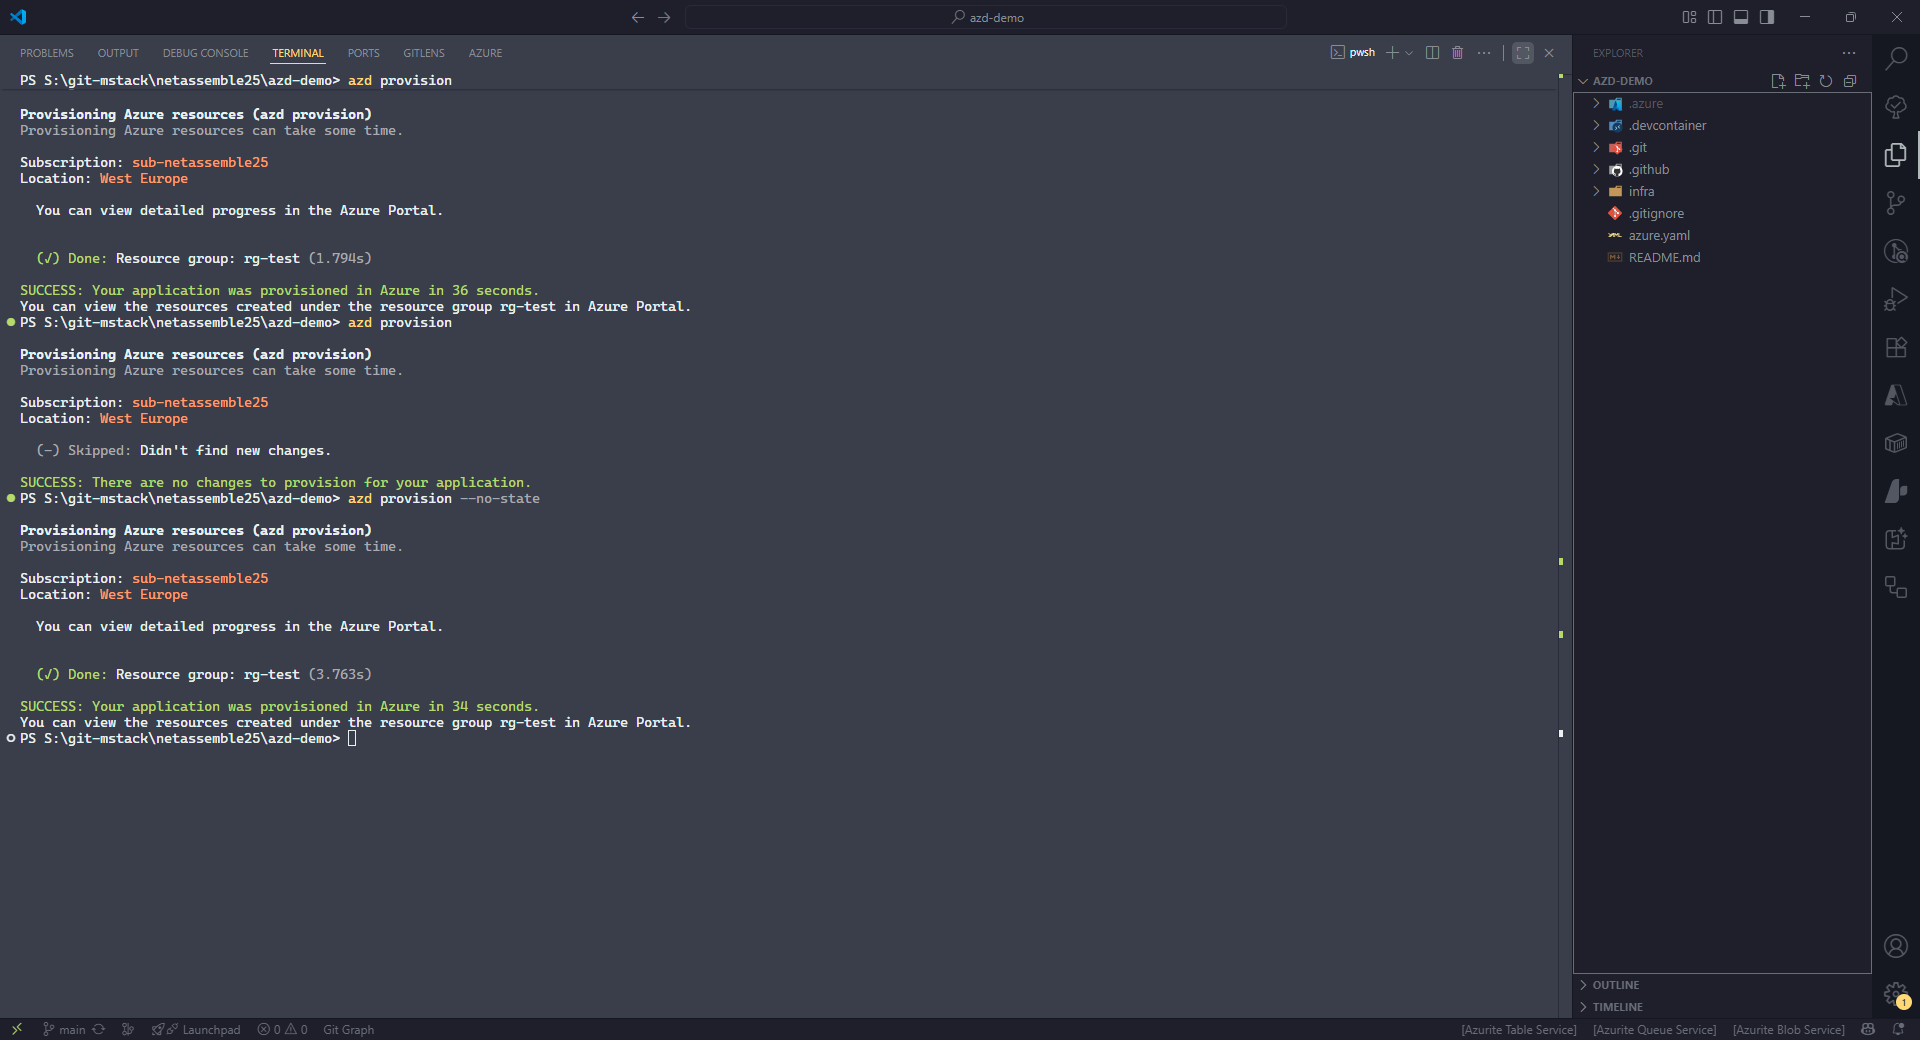 azd-demo
PROBLEMS OUTPUT DEBUG CONSOLE TERMINAL PORTS GITLENS AZURE
pwsh
PS S:\git-mstack\netassemble25\azd-demo> azd provision
Provisioning Azure resources (azd provision)
Provisioning Azure resources can take some time.
Subscription: sub-netassemble25
Location: West Europe
You can view detailed progress in the Azure Portal.
(✓) Done: Resource group: rg-test (1.794s)
SUCCESS: Your application was provisioned in Azure in 36 seconds.
You can view the resources created under the resource group rg-test in Azure Portal.
PS S:\git-mstack\netassemble25\azd-demo> azd provision
Provisioning Azure resources (azd provision)
Provisioning Azure resources can take some time.
Subscription: sub-netassemble25
Location: West Europe
(-) Skipped: Didn't find new changes.
SUCCESS: There are no changes to provision for your application.
PS S:\git-mstack\netassemble25\azd-demo> azd provision --no-state
Provisioning Azure resources (azd provision)
Provisioning Azure resources can take some time.
Subscription: sub-netassemble25
Location: West Europe
You can view detailed progress in the Azure Portal.
(✓) Done: Resource group: rg-test (3.763s)
SUCCESS: Your application was provisioned in Azure in 34 seconds.
You can view the resources created under the resource group rg-test in Azure Portal.
PS S:\git-mstack\netassemble25\azd-demo>
EXPLORER
AZD-DEMO
.azure
.devcontainer
.git
.github
infra
.gitignore
azure.yaml
README.md
OUTLINE
TIMELINE
1
main Launchpad 0 0 Git Graph
[Azurite Table Service] [Azurite Queue Service] [Azurite Blob Service]